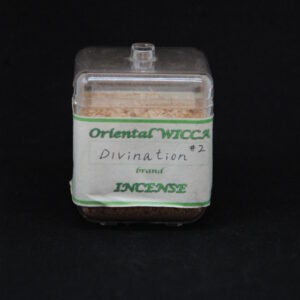 Oriental WICCA
Divination #2
brand
INCENSE